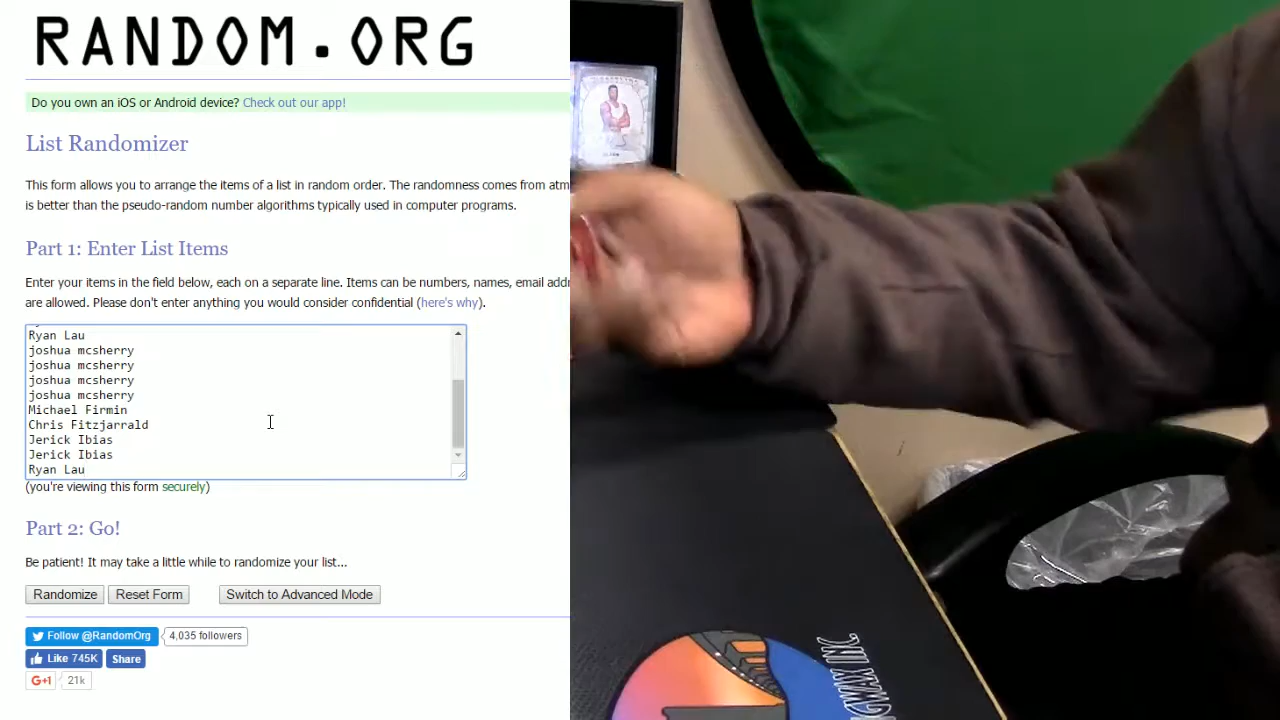 RANDOM.ORG
Do you own an iOS or Android device? Check out our app!
List Randomizer
This form allows you to arrange the items of a list in random order. The randomness comes from
is better than the pseudo-random number algorithms typically used in computer programs.
Part 1: Enter List Items
Enter your items in the field below, each on a separate line. Items can be numbers, names, email
are allowed. Please don't enter anything you would consider confidential (here's why).
Ryan Lau
joshua mcsherry
joshua mcsherry
joshua mcsherry
joshua mcsherry
Michael Firmin
Chris Fitzjarrald
Jerick Ibias
Jerick Ibias
Ryan Lau
(you're viewing this form securely)
Part 2: Go!
Be patient! It may take a little while to randomize your list...
Randomize Reset Form Switch to Advanced Mode
Follow @RandomOrg 4,035 followers
Like 745K Share
G+1 21k
GWAX INC